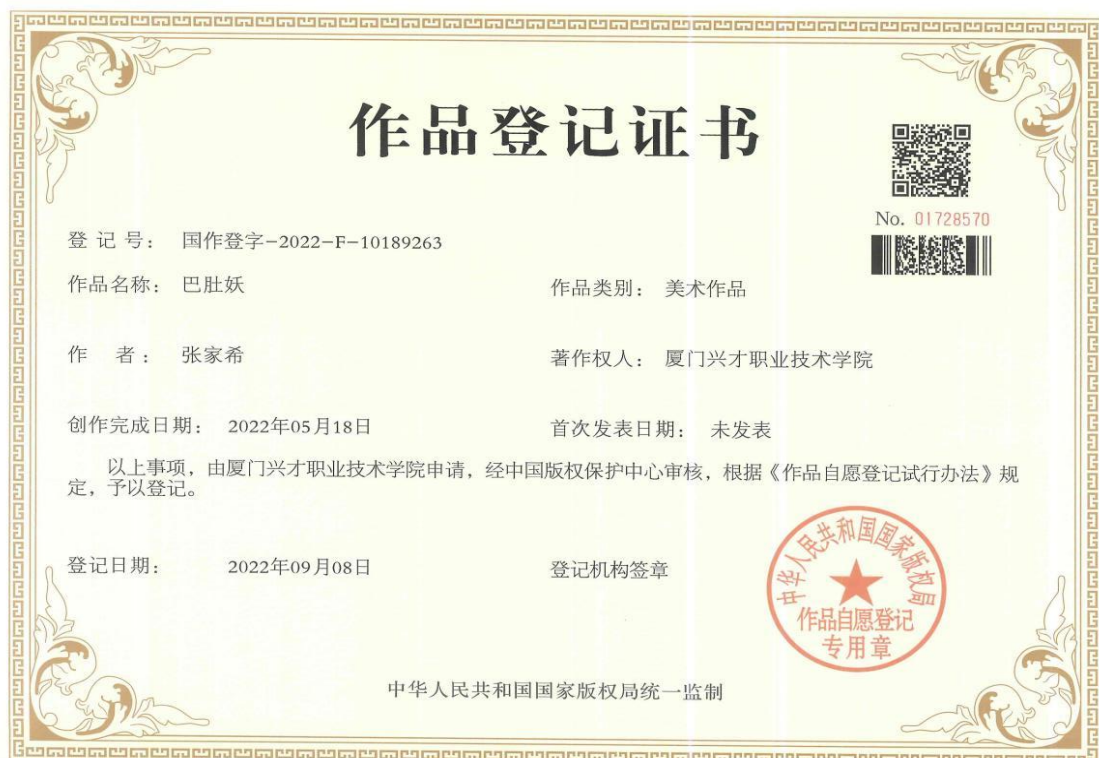 作品登记证书
No. 01728570
登记号: 国作登字-2022-F-10189263
作品名称: 巴肚妖
作品类别: 美术作品
作 者: 张家希
著作权人: 厦门兴才职业技术学院
创作完成日期: 2022年05月18日
首次发表日期: 未发表
以上事项，由厦门兴才职业技术学院申请，经中国版权保护中心审核，根据《作品自愿登记试行办法》规
定，予以登记。
登记日期: 2022年09月08日
登记机构签章
中华人民共和国国家版权局
作品自愿登记
专用章
中华人民共和国国家版权局统一监制